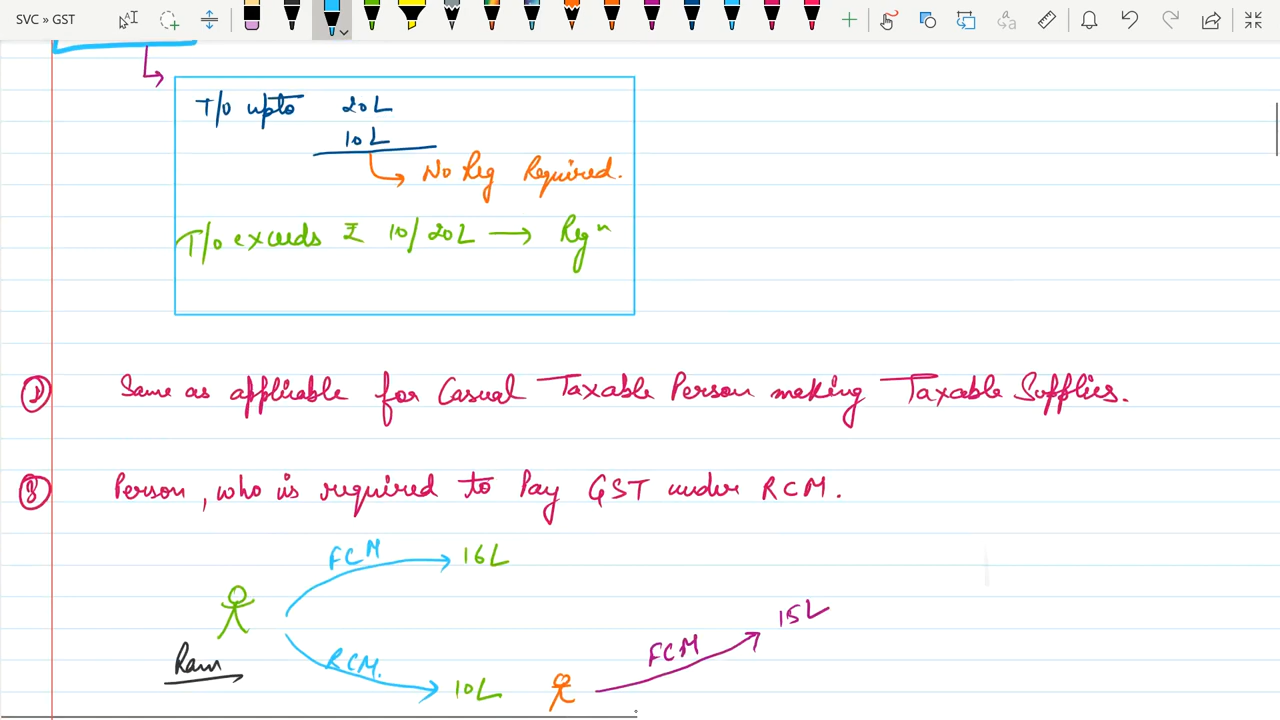 SVC » GST
T/O upto 20L
10L
No Reg Required.
T/O exceeds ₹ 10/20L → Regn
① Same as applicable for Casual Taxable Person making Taxable Supplies.
⑧ Person, who is required to Pay GST under RCM.
FCM 16L
15L
FCM
Ram
RCM. 10L